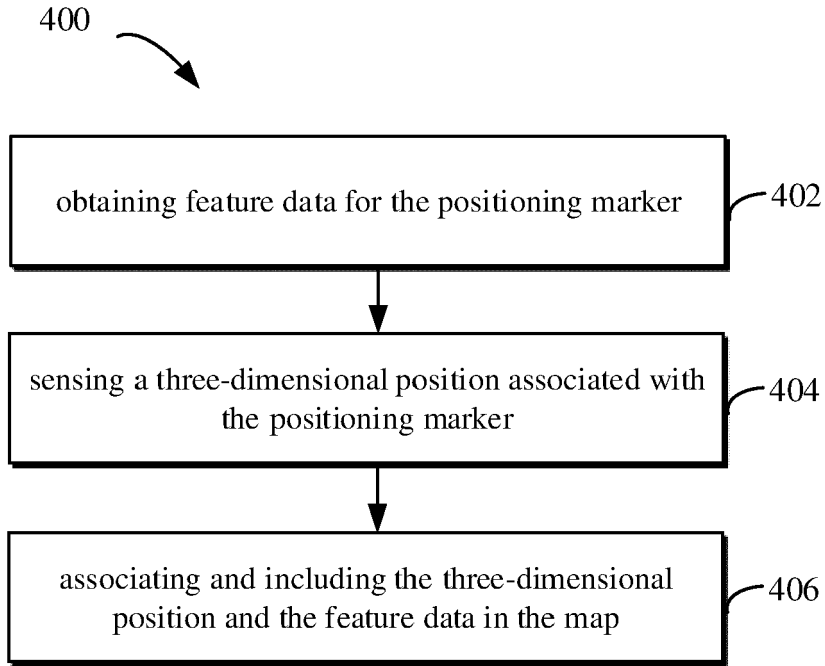 400
obtaining feature data for the positioning marker
402
sensing a three-dimensional position associated with
the positioning marker
404
associating and including the three-dimensional
position and the feature data in the map
406